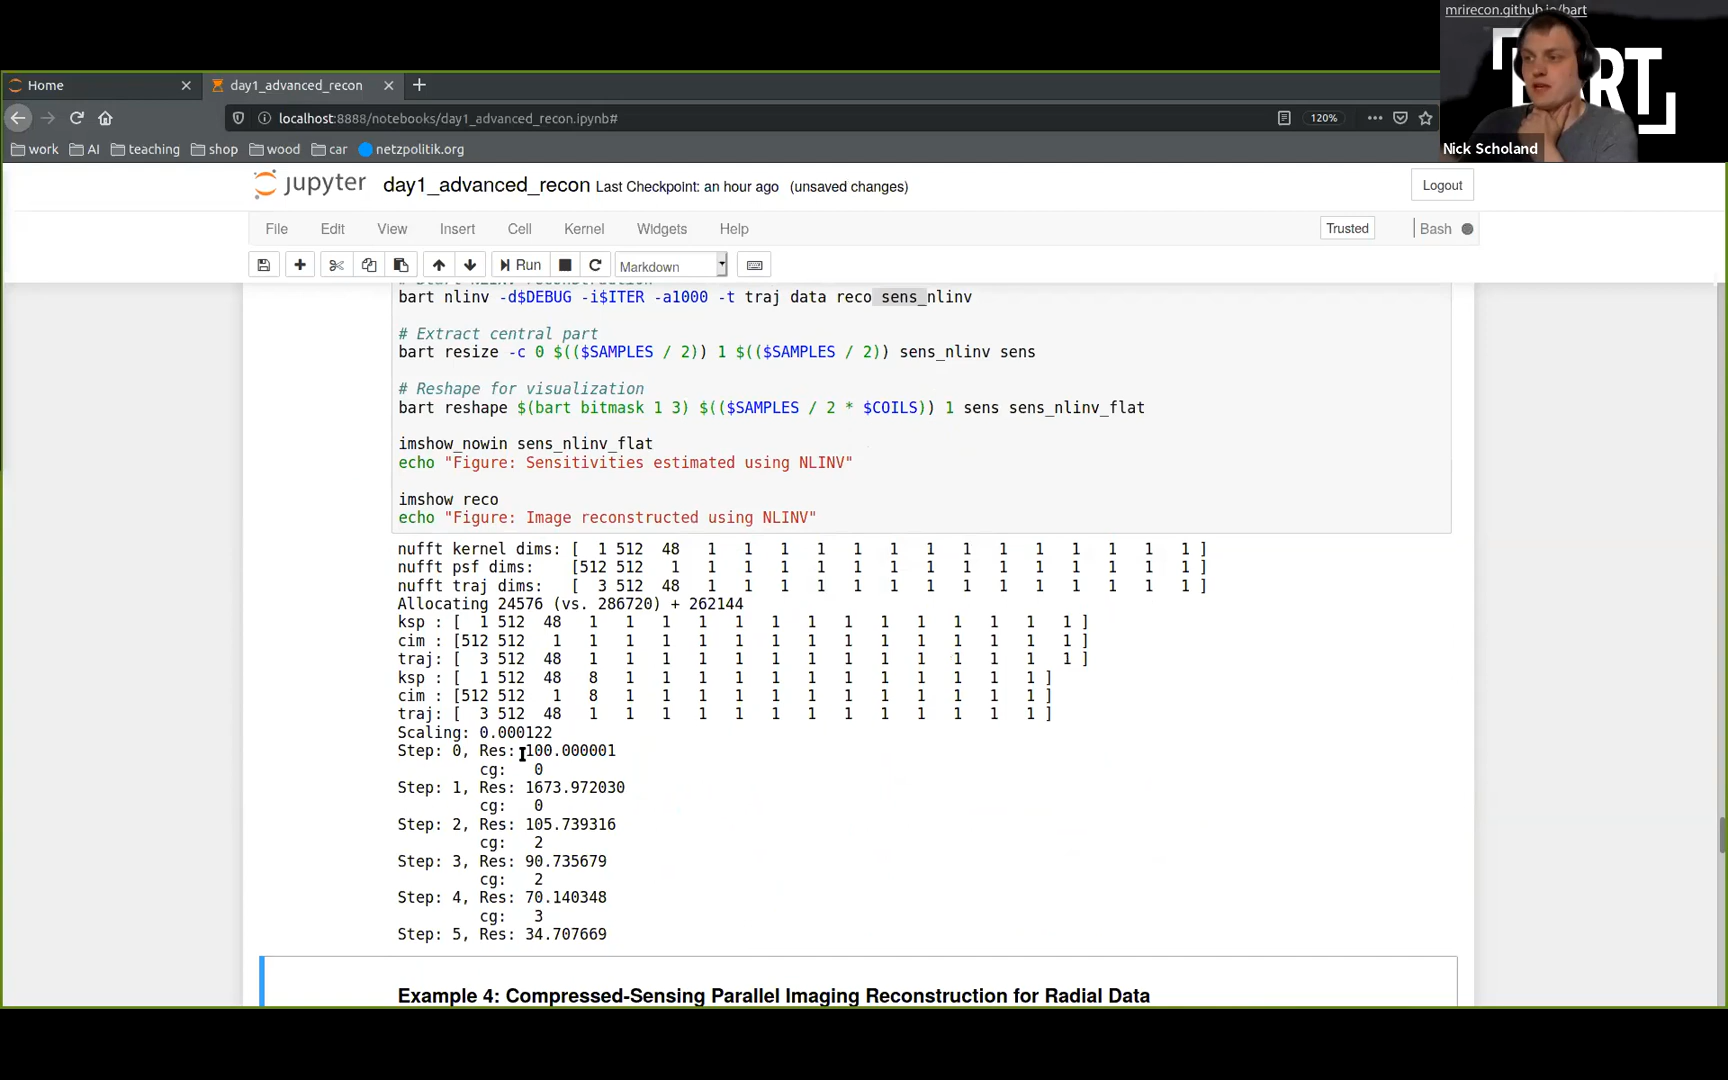 mrirecon.github.io/bart
BART
Nick Scholand
Home
day1_advanced_recon
localhost:8888/notebooks/day1_advanced_recon.ipynb#
120%
work AI teaching shop wood car netzpolitik.org
jupyter day1_advanced_recon Last Checkpoint: an hour ago (unsaved changes)
Logout
File Edit View Insert Cell Kernel Widgets Help
Trusted
Bash
Run
Markdown
bart nlinv -d$DEBUG -i$ITER -a1000 -t traj data reco sens_nlinv
# Extract central part
bart resize -c 0 $(($SAMPLES / 2)) 1 $(($SAMPLES / 2)) sens_nlinv sens
# Reshape for visualization
bart reshape $(bart bitmask 1 3) $(($SAMPLES / 2 * $COILS)) 1 sens sens_nlinv_flat
imshow_nowin sens_nlinv_flat
echo "Figure: Sensitivities estimated using NLINV"
imshow reco
echo "Figure: Image reconstructed using NLINV"
nufft kernel dims: [ 1 512 48 1 1 1 1 1 1 1 1 1 1 1 1 1 ]
nufft psf dims: [512 512 1 1 1 1 1 1 1 1 1 1 1 1 1 1 ]
nufft traj dims: [ 3 512 48 1 1 1 1 1 1 1 1 1 1 1 1 1 ]
Allocating 24576 (vs. 286720) + 262144
ksp : [ 1 512 48 1 1 1 1 1 1 1 1 1 1 1 1 1 ]
cim : [512 512 1 1 1 1 1 1 1 1 1 1 1 1 1 1 ]
traj: [ 3 512 48 1 1 1 1 1 1 1 1 1 1 1 1 1 ]
ksp : [ 1 512 48 8 1 1 1 1 1 1 1 1 1 1 1 ]
cim : [512 512 1 8 1 1 1 1 1 1 1 1 1 1 1 ]
traj: [ 3 512 48 1 1 1 1 1 1 1 1 1 1 1 1 ]
Scaling: 0.000122
Step: 0, Res: 100.000001
cg: 0
Step: 1, Res: 1673.972030
cg: 0
Step: 2, Res: 105.739316
cg: 2
Step: 3, Res: 90.735679
cg: 2
Step: 4, Res: 70.140348
cg: 3
Step: 5, Res: 34.707669
Example 4: Compressed-Sensing Parallel Imaging Reconstruction for Radial Data